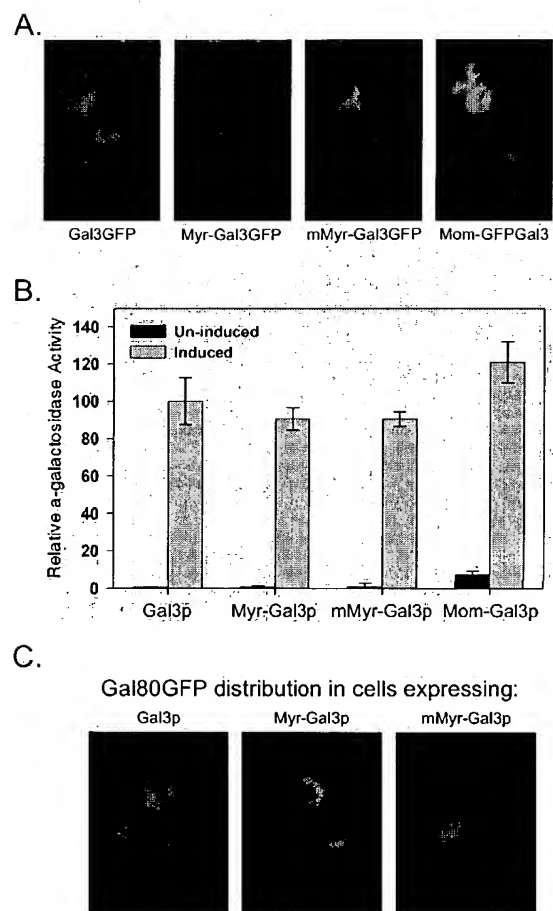 A.
Gal3GFP Myr-Gal3GFP mMyr-Gal3GFP Mom-GFPGal3
B.
Relative a-galactosidase Activity
140
120
100
80
60
40
20
0
Un-induced
Induced
Gal3p Myr-Gal3p mMyr-Gal3p Mom-Gal3p
C.
Gal80GFP distribution in cells expressing:
Gal3p Myr-Gal3p mMyr-Gal3p